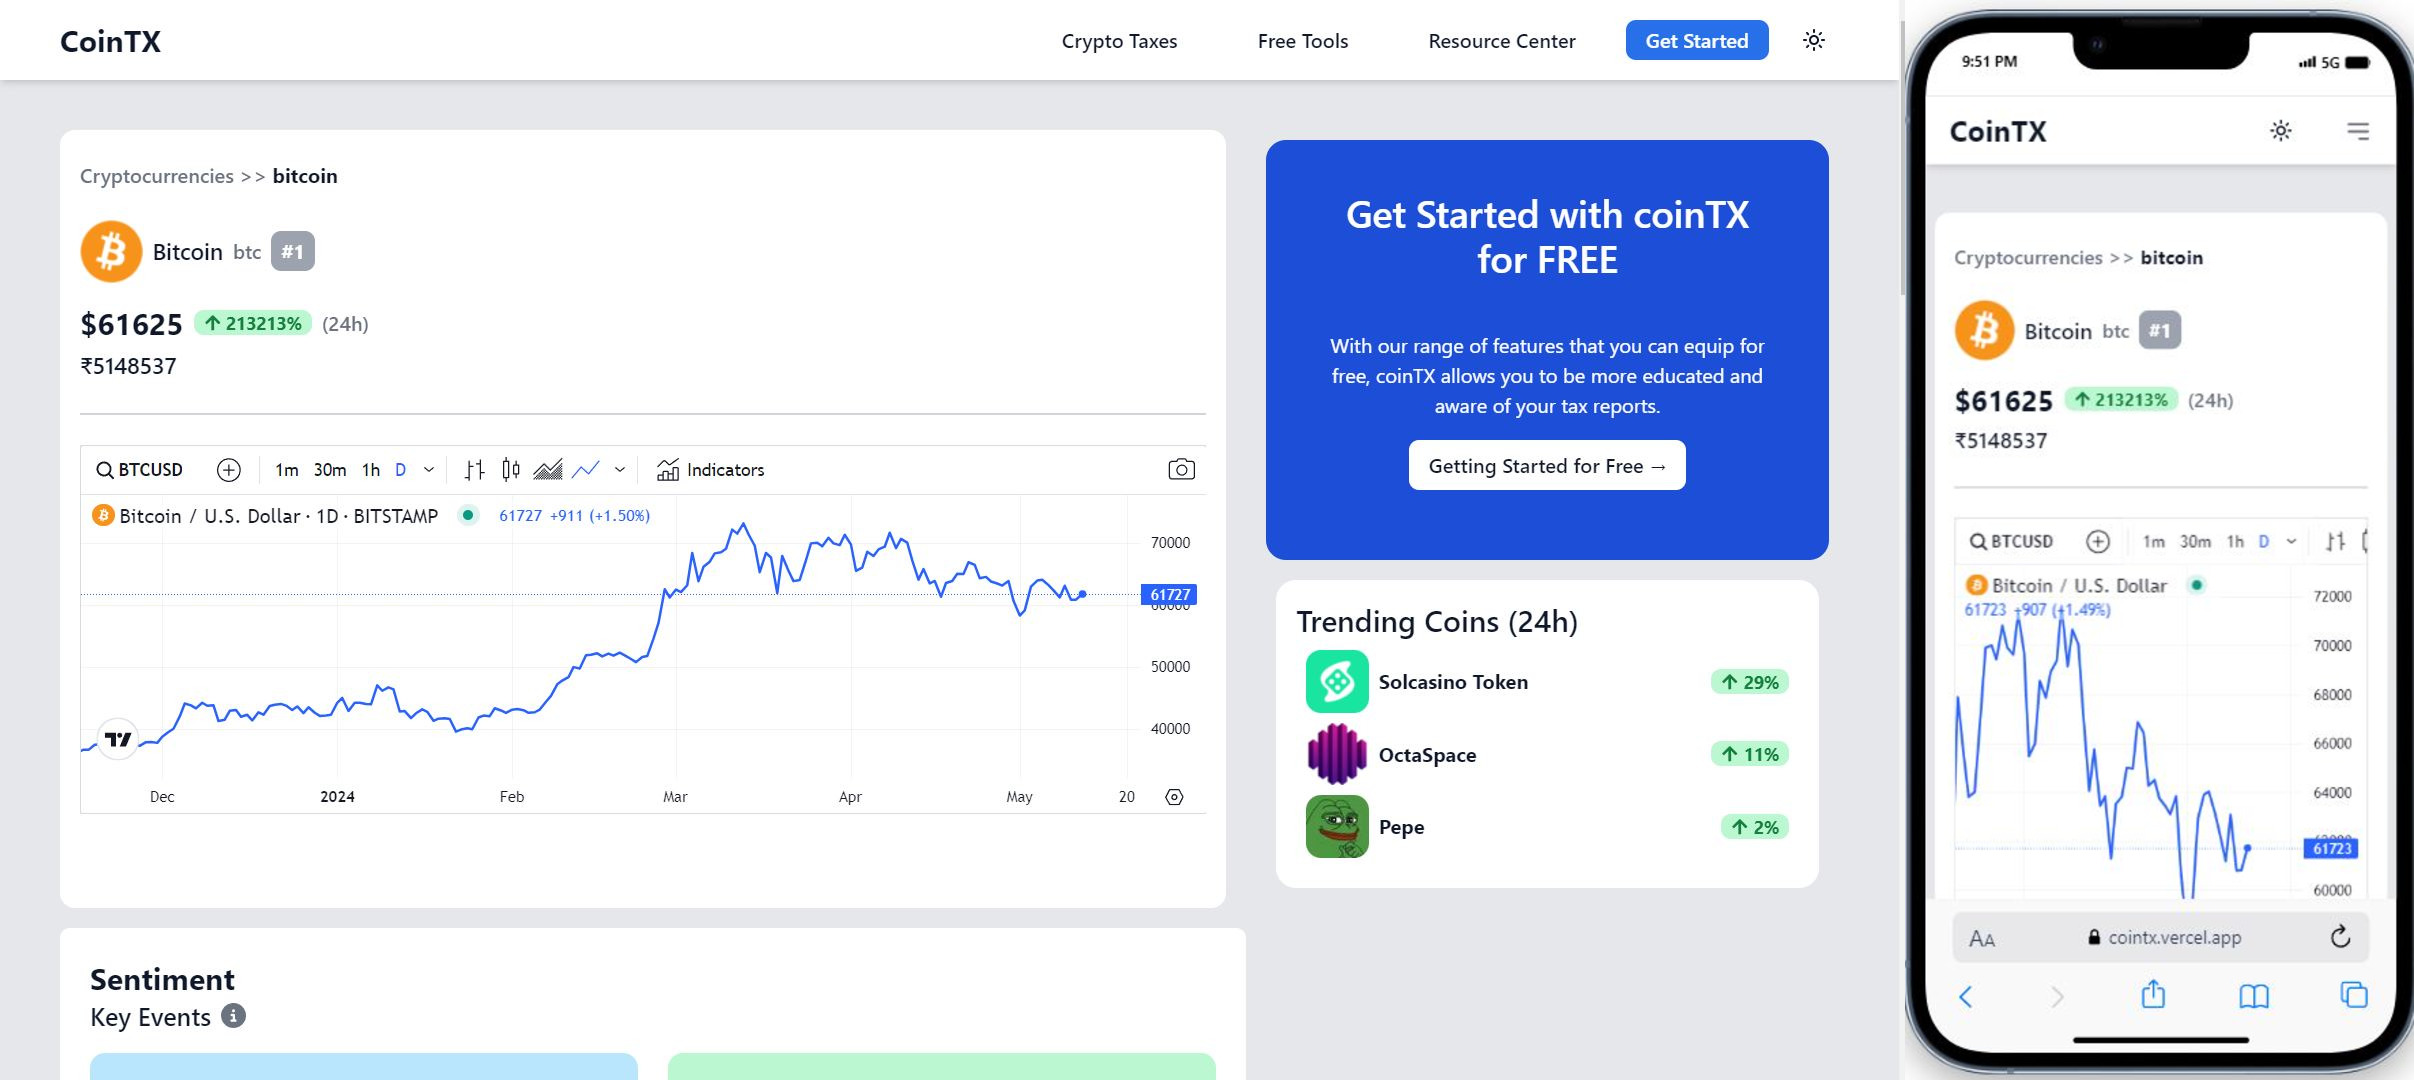 CoinTX
Crypto Taxes
Free Tools
Resource Center
Get Started
Cryptocurrencies >> bitcoin
Bitcoin btc #1
$61625 ↑ 213213% (24h)
₹5148537
BTCUSD
1m 30m 1h D
Indicators
Bitcoin / U.S. Dollar · 1D · BITSTAMP
61727 +911 (+1.50%)
70000
61727
60000
50000
40000
Dec 2024 Feb Mar Apr May 20
Get Started with coinTX
for FREE
With our range of features that you can equip for
free, coinTX allows you to be more educated and
aware of your tax reports.
Getting Started for Free →
Trending Coins (24h)
Solcasino Token ↑ 29%
OctaSpace ↑ 11%
Pepe ↑ 2%
Sentiment
Key Events
9:51 PM
5G
CoinTX
Cryptocurrencies >> bitcoin
Bitcoin btc #1
$61625 ↑ 213213% (24h)
₹5148537
BTCUSD
1m 30m 1h D
Bitcoin / U.S. Dollar
61723 +907 (+1.49%)
72000
70000
68000
66000
64000
61723
60000
AA
cointx.vercel.app